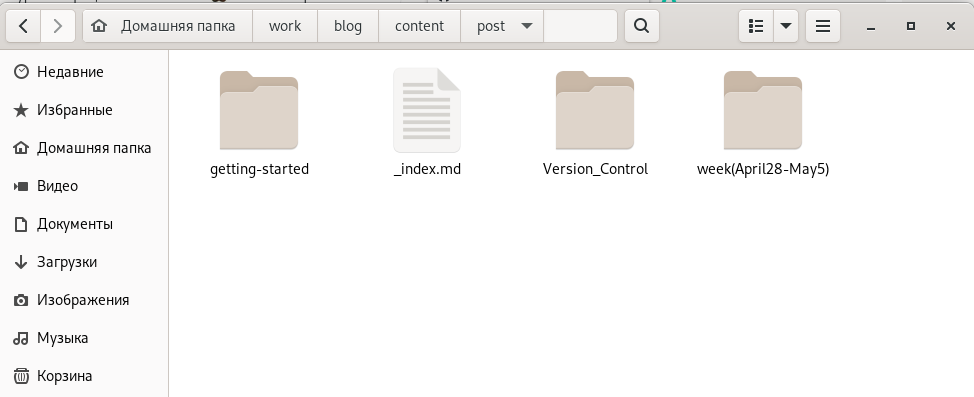 Домашняя папка work blog content post
Недавние
Избранные
Домашняя папка
Видео
Документы
Загрузки
Изображения
Музыка
Корзина
getting-started _index.md Version_Control week(April28-May5)